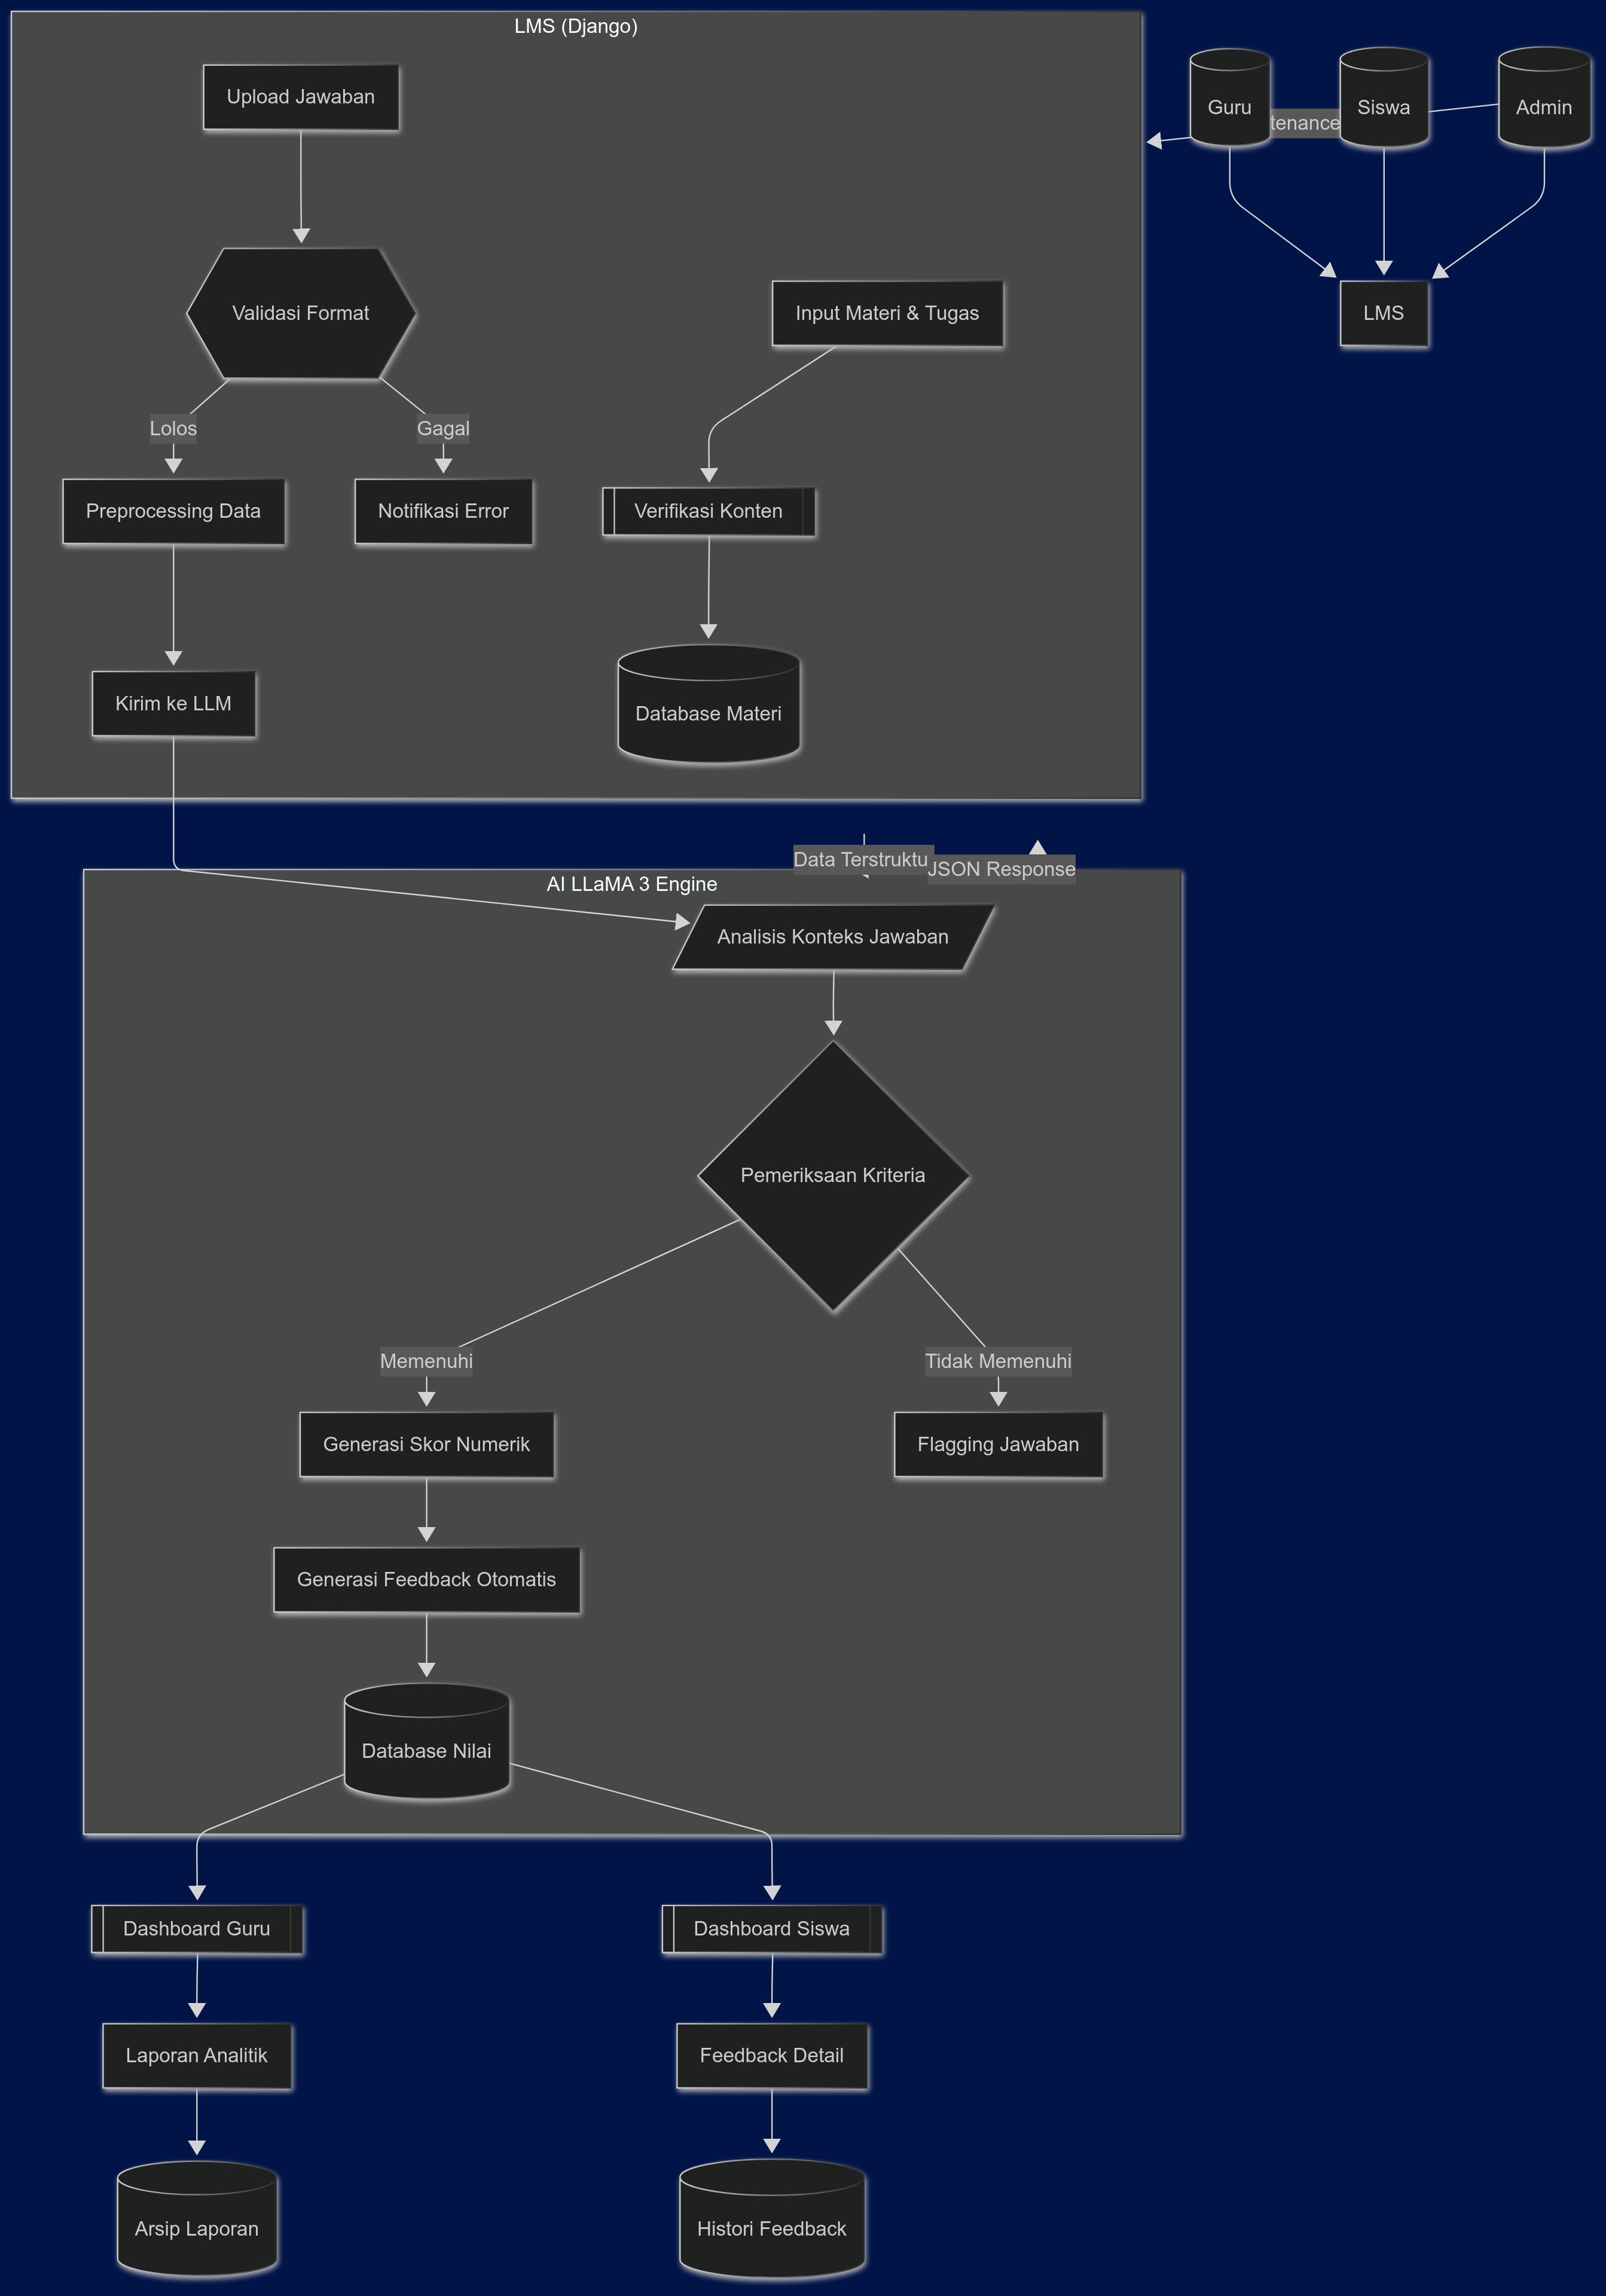 LMS (Django)
Upload Jawaban
Guru
Siswa
Admin
tenance
Validasi Format
Input Materi & Tugas
LMS
Lolos
Gagal
Preprocessing Data
Notifikasi Error
Verifikasi Konten
Kirim ke LLM
Database Materi
Data Terstruktu
JSON Response
AI LLaMA 3 Engine
Analisis Konteks Jawaban
Pemeriksaan Kriteria
Memenuhi
Tidak Memenuhi
Generasi Skor Numerik
Flagging Jawaban
Generasi Feedback Otomatis
Database Nilai
Dashboard Guru
Dashboard Siswa
Laporan Analitik
Feedback Detail
Arsip Laporan
Histori Feedback